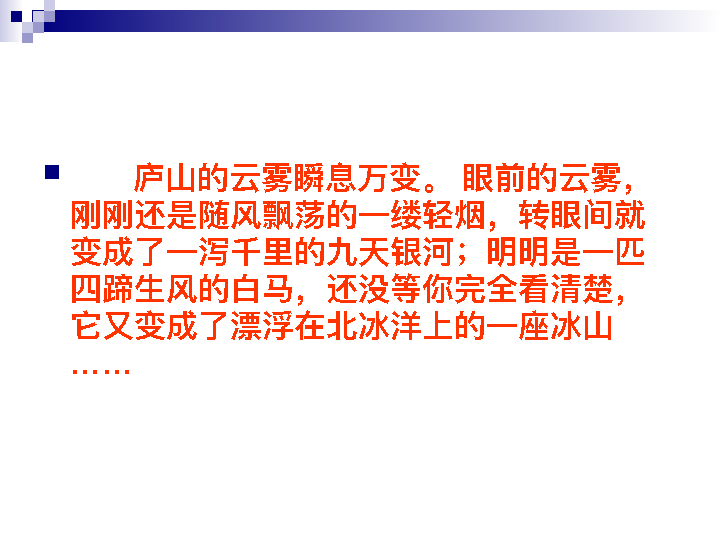 庐山的云雾瞬息万变。 眼前的云雾，
刚刚还是随风飘荡的一缕轻烟，转眼间就
变成了一泻千里的九天银河；明明是一匹
四蹄生风的白马，还没等你完全看清楚，
它又变成了漂浮在北冰洋上的一座冰山
……